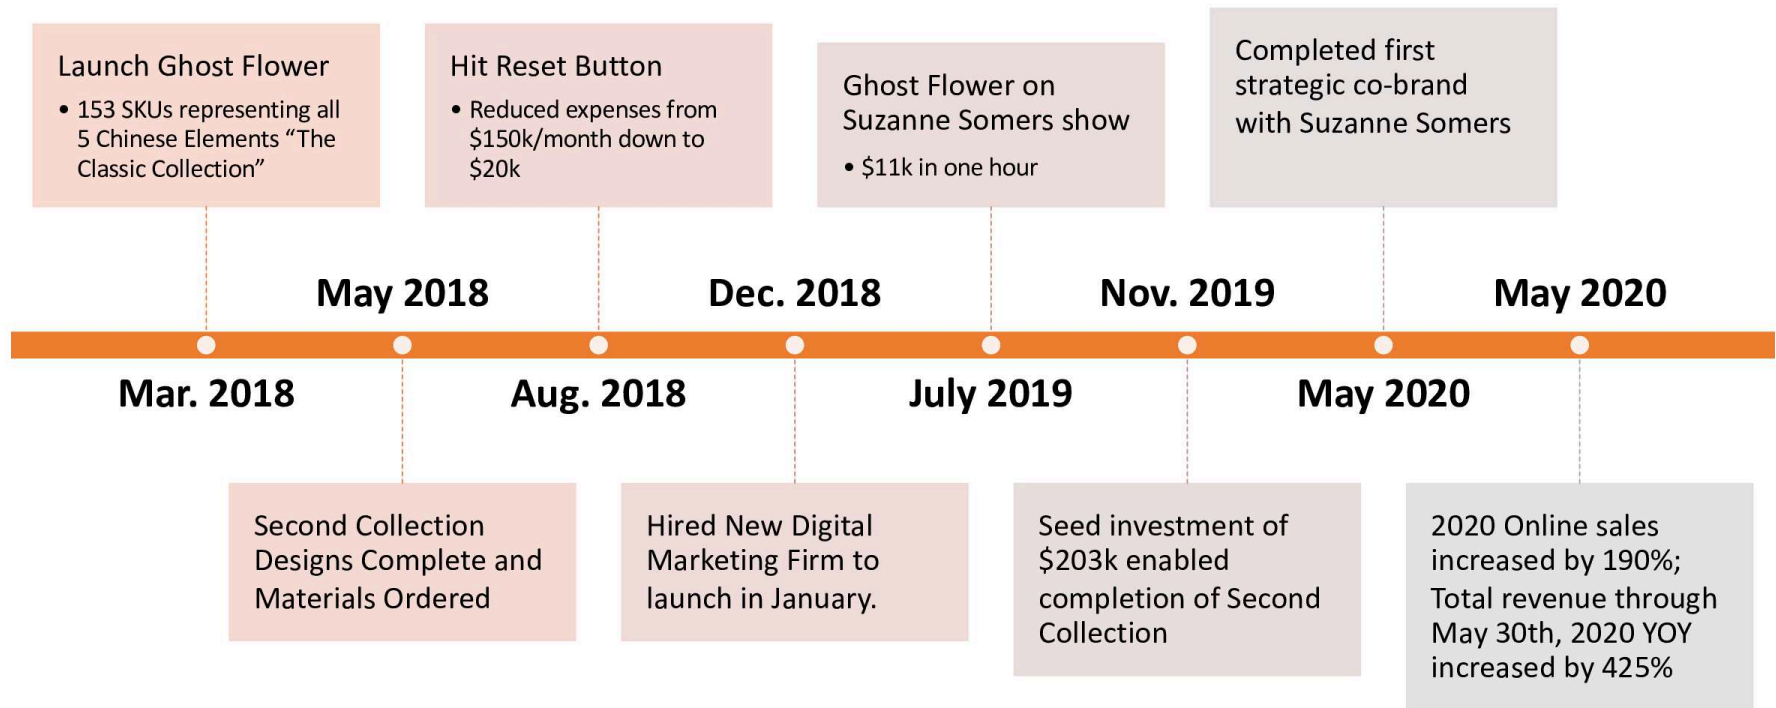 Launch Ghost Flower
• 153 SKUs representing all
5 Chinese Elements “The
Classic Collection”
Hit Reset Button
• Reduced expenses from
$150k/month down to
$20k
Ghost Flower on
Suzanne Somers show
• $11k in one hour
Completed first
strategic co-brand
with Suzanne Somers
May 2018
Dec. 2018
Nov. 2019
May 2020
Mar. 2018
Aug. 2018
July 2019
May 2020
Second Collection
Designs Complete and
Materials Ordered
Hired New Digital
Marketing Firm to
launch in January.
Seed investment of
$203k enabled
completion of Second
Collection
2020 Online sales
increased by 190%;
Total revenue through
May 30th, 2020 YOY
increased by 425%